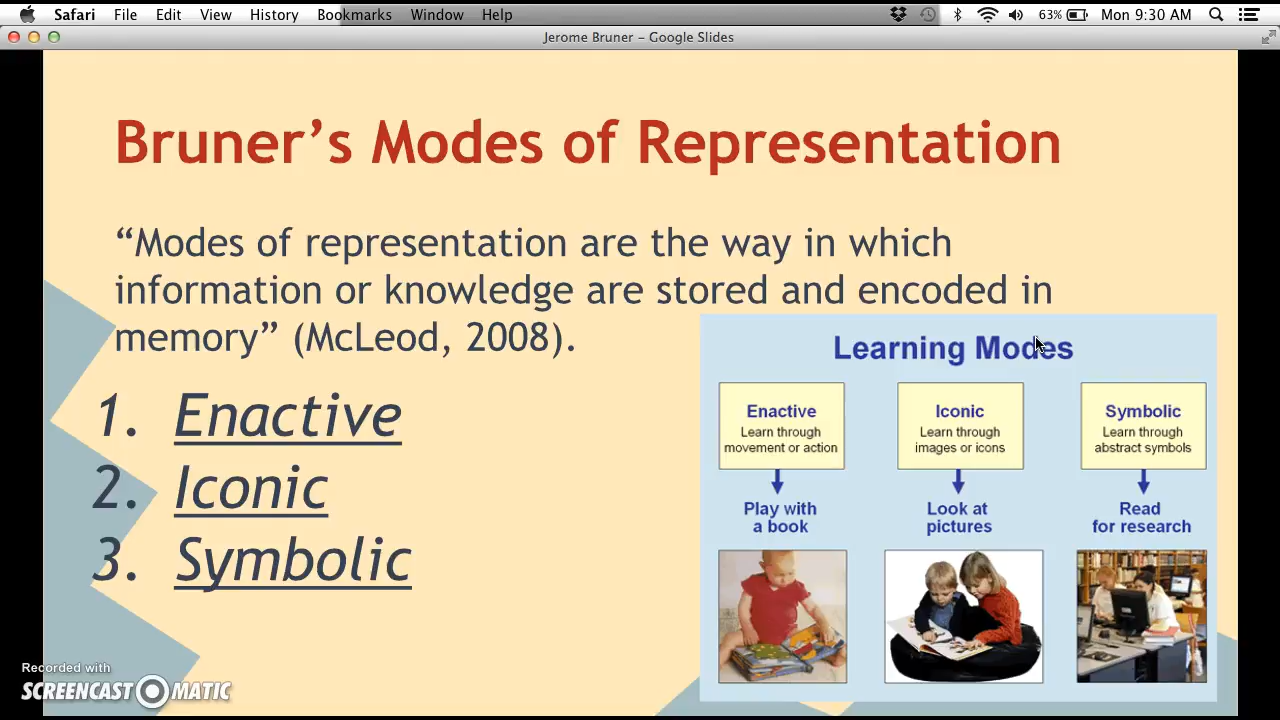 Safari File Edit View History Bookmarks Window Help 63% Mon 9:30 AM
Jerome Bruner – Google Slides
Bruner’s Modes of Representation
“Modes of representation are the way in which
information or knowledge are stored and encoded in
memory” (McLeod, 2008).
1. Enactive
2. Iconic
3. Symbolic
Learning Modes
Enactive
Learn through
movement or action
Play with
a book
Iconic
Learn through
images or icons
Look at
pictures
Symbolic
Learn through
abstract symbols
Read
for research
Recorded with
SCREENCAST MATIC